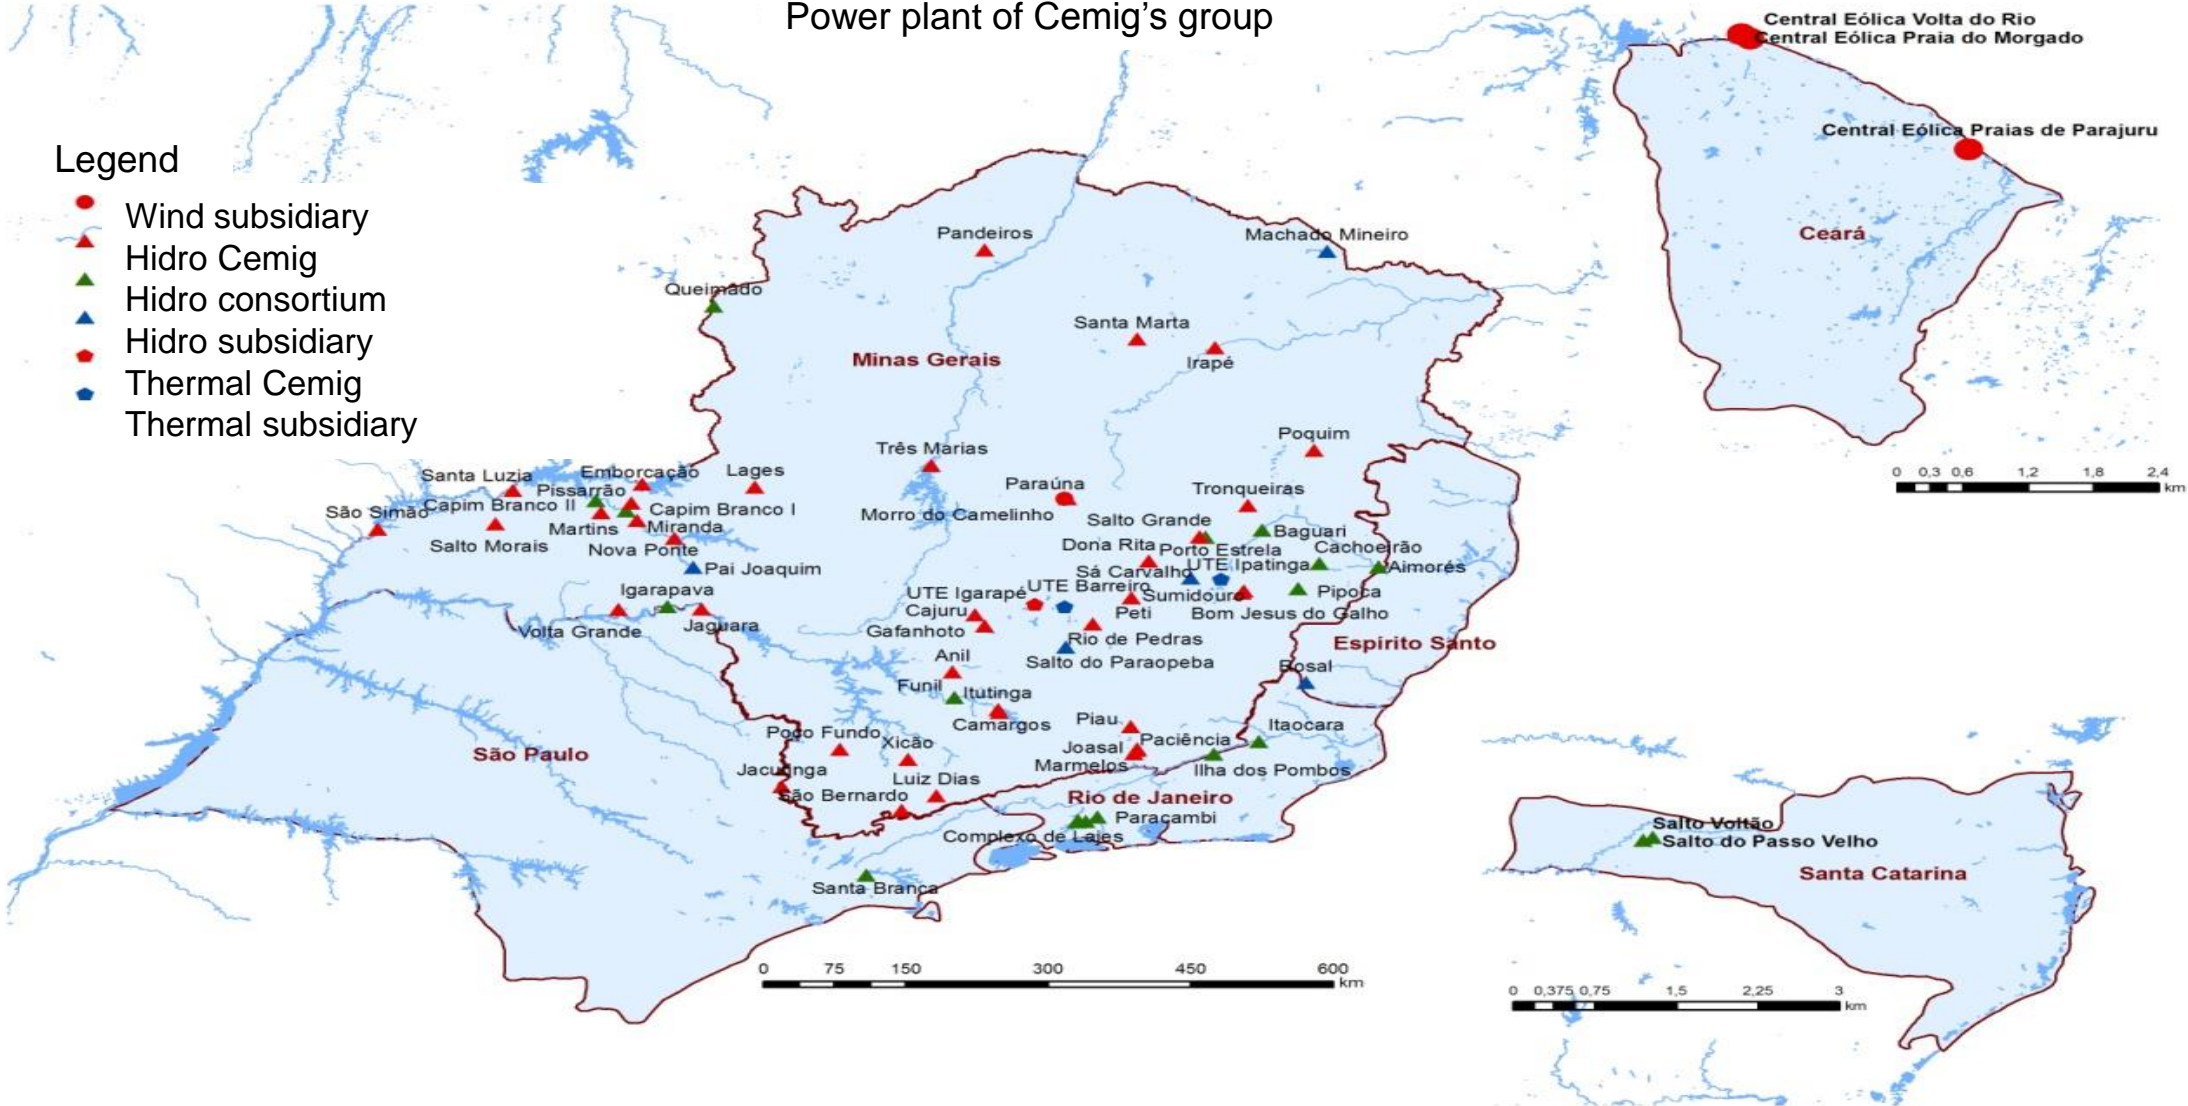 Power plant of Cemig's group
Central Eólica Volta do Rio
Central Eólica Praia do Morgado
Central Eólica Praias de Parajuru
Ceará
0 0,3 0,6 1,2 1,8 2,4
km
Legend
Wind subsidiary
Hidro Cemig
Hidro consortium
Hidro subsidiary
Thermal Cemig
Thermal subsidiary
Pandeiros
Machado Mineiro
Queimado
Santa Marta
Irapé
Minas Gerais
Poquim
Três Marias
Santa Luzia
Emborcação
Lages
Pissarrão
Paraúna
Tronqueiras
São Simão
Capim Branco II
Capim Branco I
Morro do Camelinho
Salto Grande
Martins
Miranda
Baguari
Salto Morais
Nova Ponte
Dona Rita
Porto Estrela
Cachoeirão
Pai Joaquim
Sá Carvalho
UTE Ipatinga
Aimorés
Igarapava
UTE Igarapé
UTE Barreiro
Sumidouro
Pipoca
Cajuru
Peti
Bom Jesus do Galho
Volta Grande
Jaguara
Gafanhoto
Rio de Pedras
Espírito Santo
Anil
Salto do Paraopeba
Rosal
Funil
Itutinga
Camargos
Piau
Itaocara
Poço Fundo
Xicão
Joasal
Paciência
São Paulo
Marmelos
Ilha dos Pombos
Jacutinga
Luiz Dias
São Bernardo
Rio de Janeiro
Paracambi
Complexo de Lajes
Santa Branca
0 75 150 300 450 600
km
Salto Voltão
Salto do Passo Velho
Santa Catarina
0 0,375 0,75 1,5 2,25 3
km